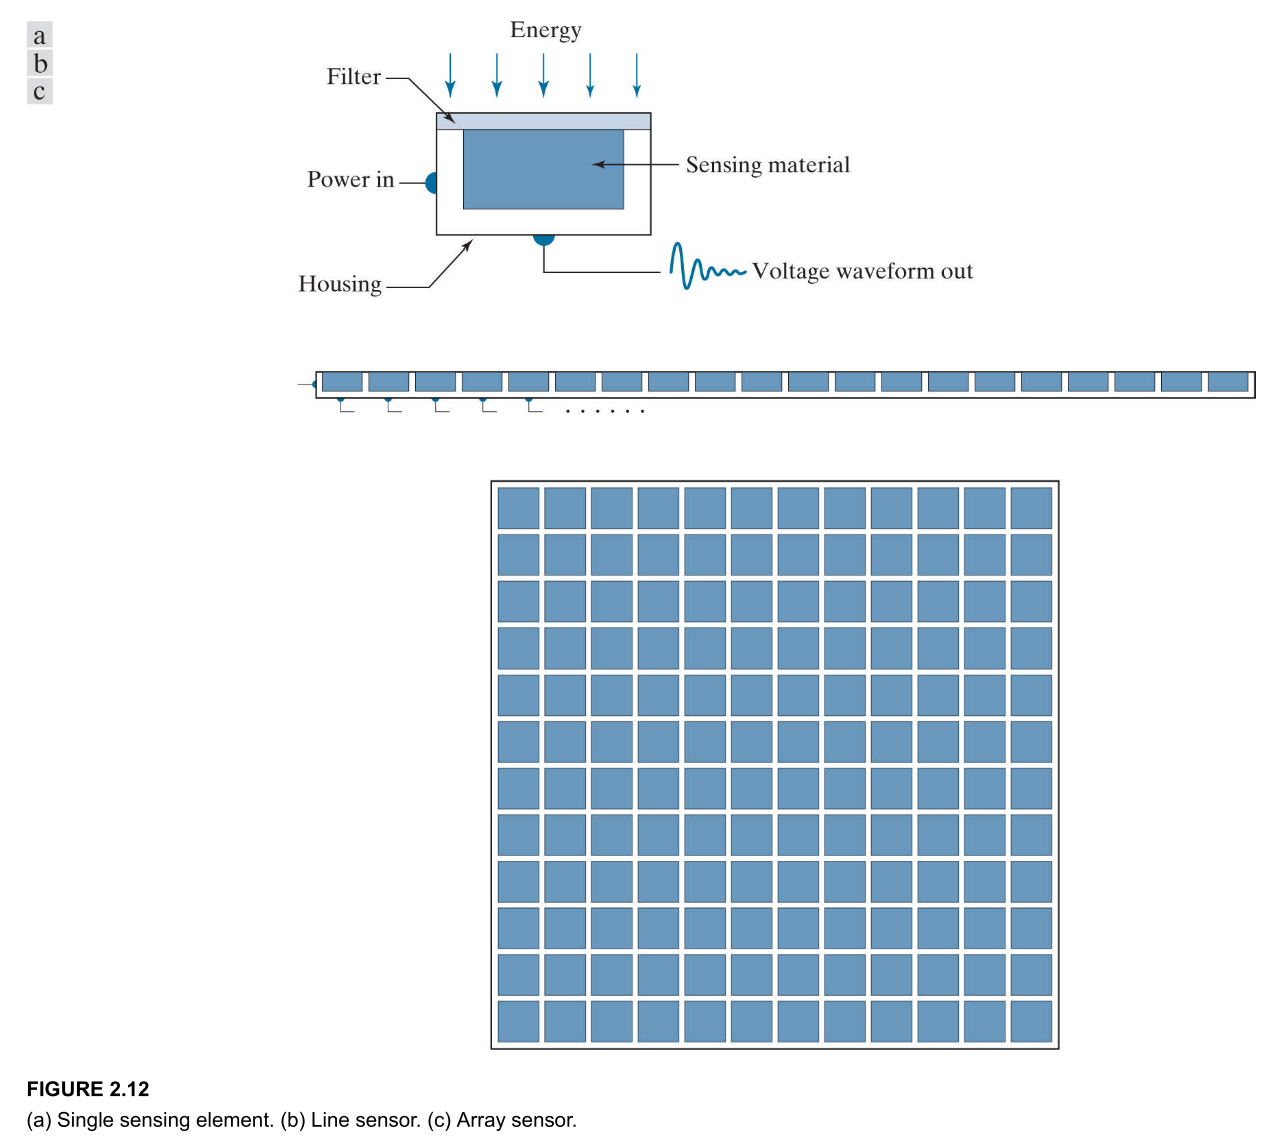 a
b
c
Energy
Filter
Sensing material
Power in
Housing
Voltage waveform out
. . . . . .
FIGURE 2.12
(a) Single sensing element. (b) Line sensor. (c) Array sensor.